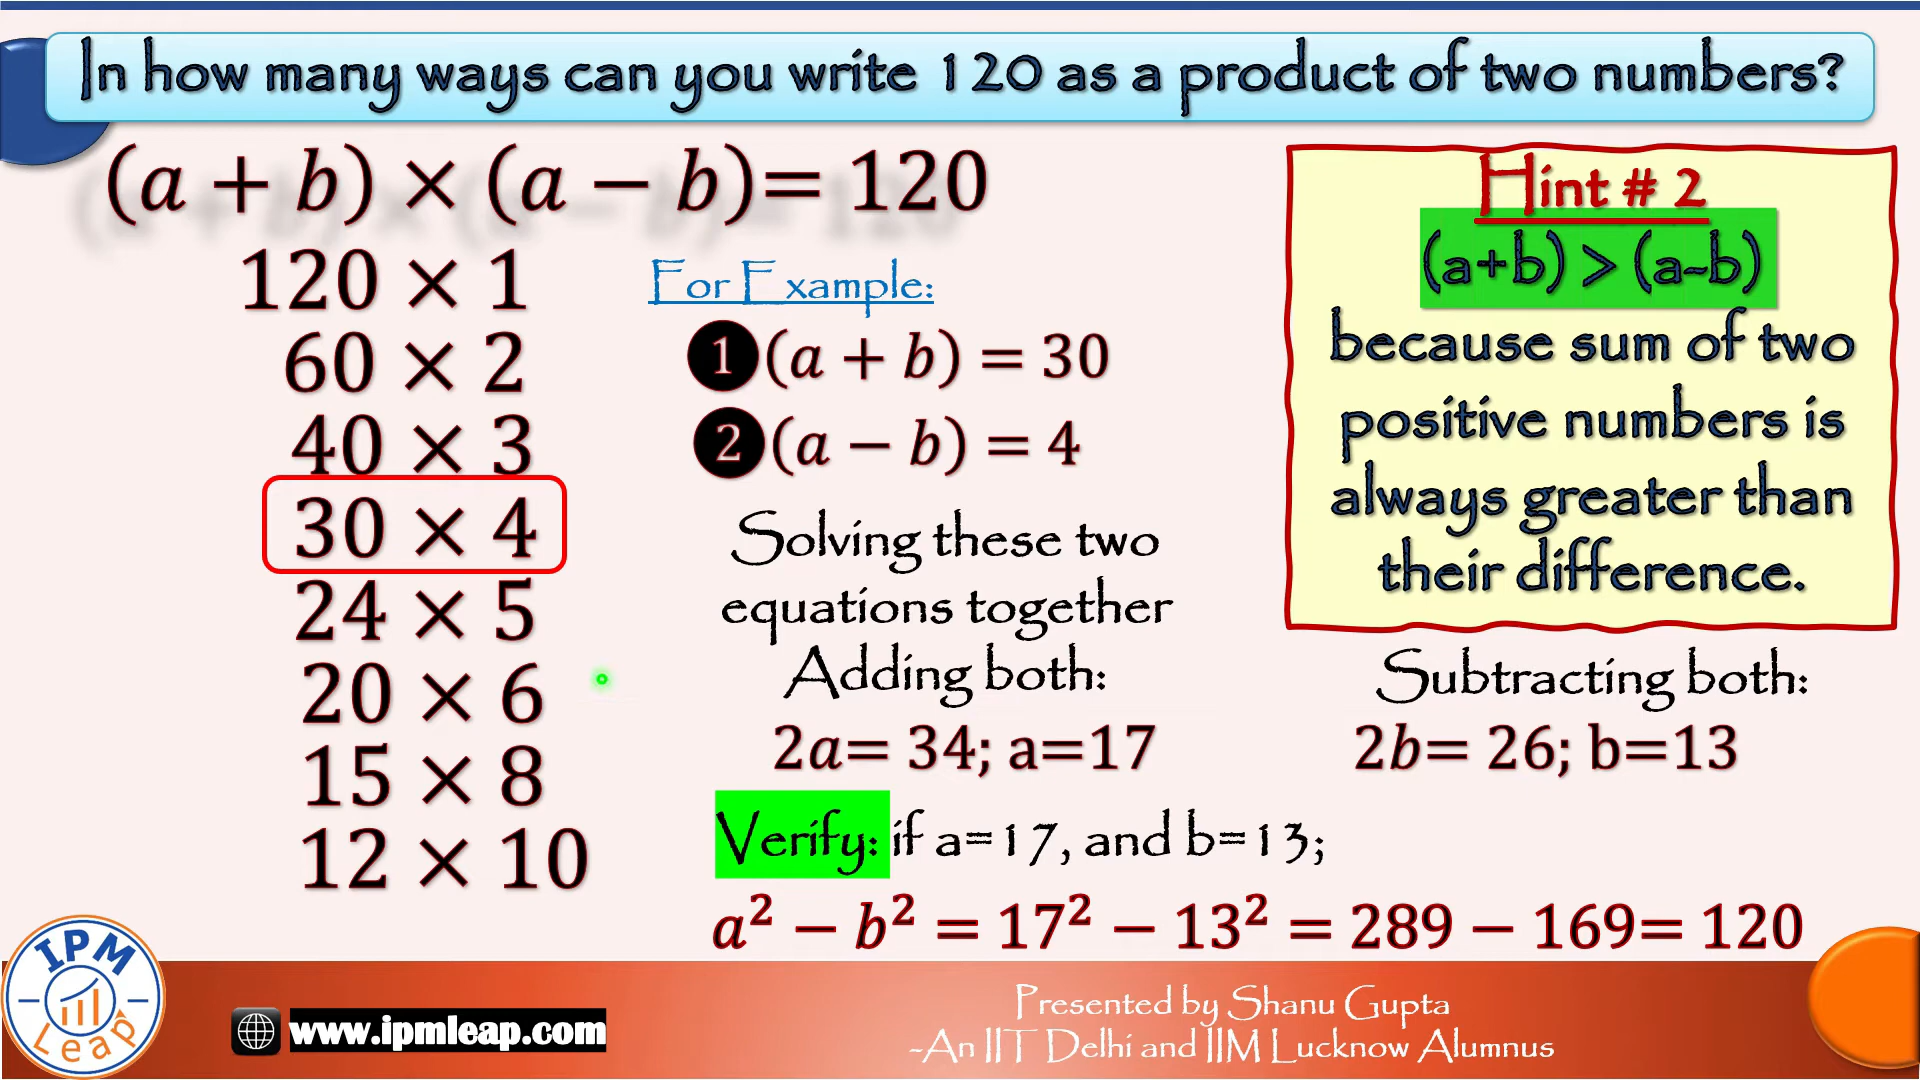 In how many ways can you write 120 as a product of two numbers?
(a + b) × (a − b)= 120
120 × 1
60 × 2
40 × 3
30 × 4
24 × 5
20 × 6
15 × 8
12 × 10
For Example:
1 (a + b) = 30
2 (a − b) = 4
Solving these two
equations together
Adding both:
2a= 34; a=17
Subtracting both:
2b= 26; b=13
Verify: if a=17, and b=13;
a² − b² = 17² − 13² = 289 − 169= 120
Hint # 2
(a+b) > (a-b)
because sum of two
positive numbers is
always greater than
their difference.
IPM
Leap
www.ipmleap.com
Presented by Shanu Gupta
-An IIT Delhi and IIM Lucknow Alumnus